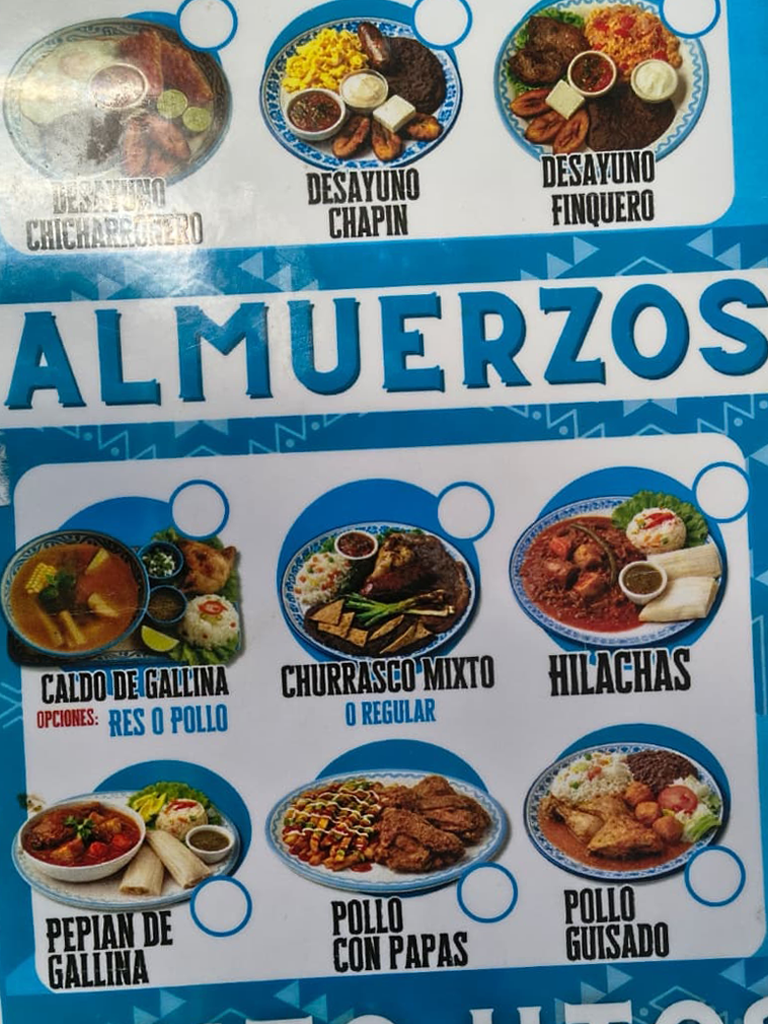 DESAYUNO
CHICHARRONERO
DESAYUNO
CHAPIN
DESAYUNO
FINQUERO
ALMUERZOS
CALDO DE GALLINA
OPCIONES: RES O POLLO
CHURRASCO MIXTO
O REGULAR
HILACHAS
PEPIAN DE
GALLINA
POLLO
CON PAPAS
POLLO
GUISADO